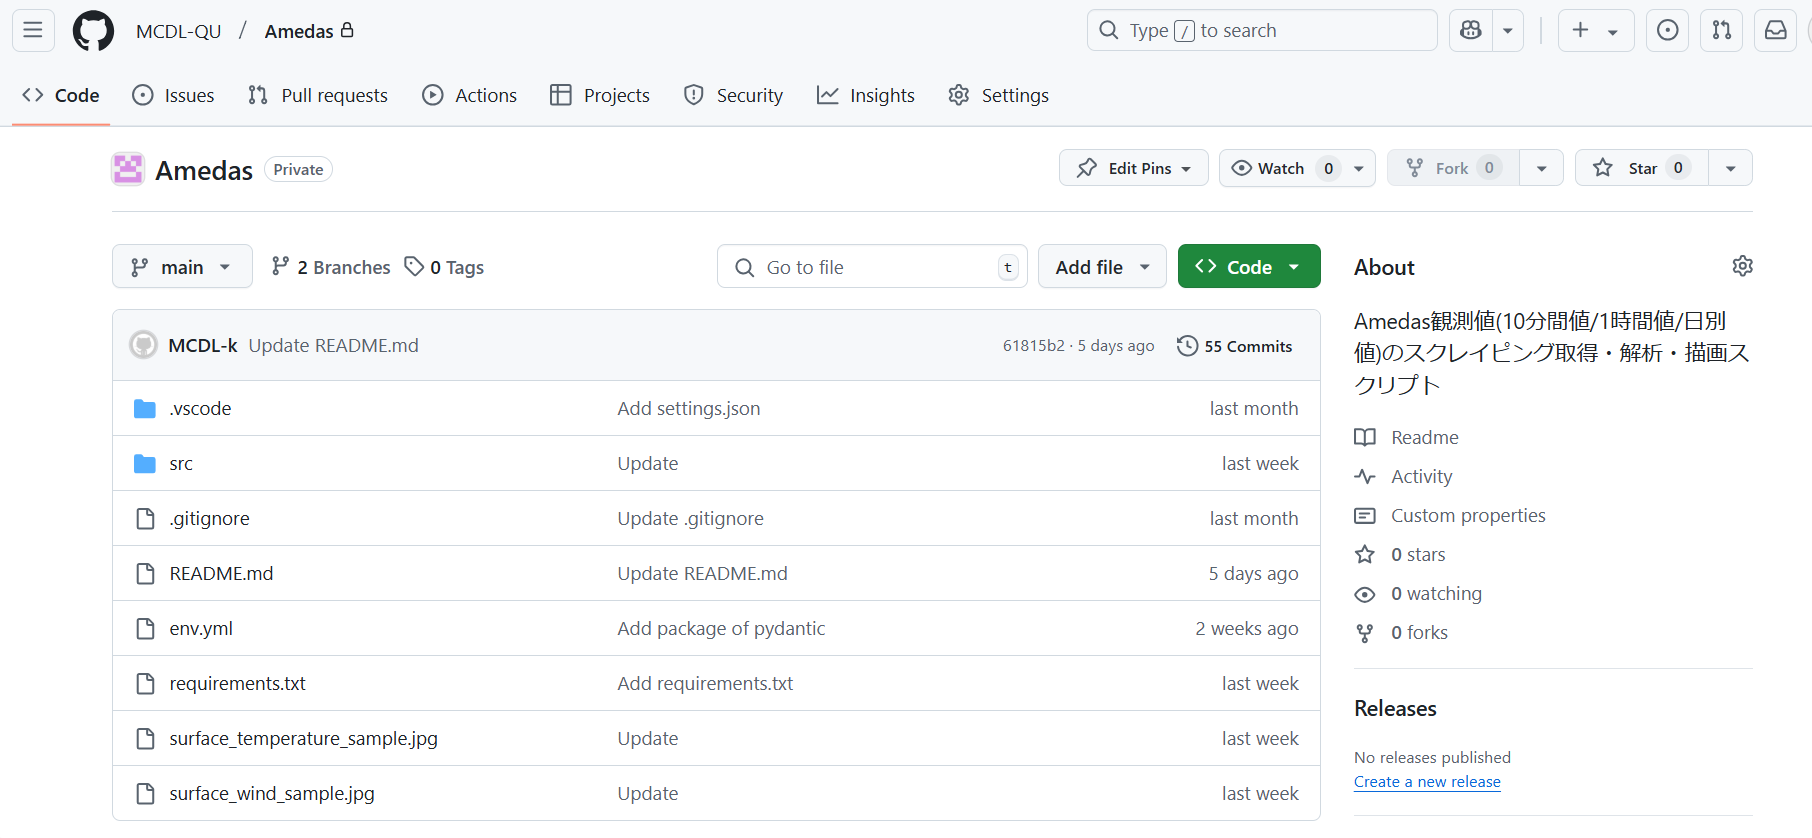 MCDL-QU / Amedas
Type / to search
Code
Issues
Pull requests
Actions
Projects
Security
Insights
Settings
Amedas Private
Edit Pins
Watch 0
Fork 0
Star 0
main
2 Branches
0 Tags
Go to file t
Add file
Code
MCDL-k Update README.md 61815b2 · 5 days ago 55 Commits
.vscode Add settings.json last month
src Update last week
.gitignore Update .gitignore last month
README.md Update README.md 5 days ago
env.yml Add package of pydantic 2 weeks ago
requirements.txt Add requirements.txt last week
surface_temperature_sample.jpg Update last week
surface_wind_sample.jpg Update last week
About
Amedas観測値(10分間値/1時間値/日別
値)のスクレイピング取得・解析・描画ス
クリプト
Readme
Activity
Custom properties
0 stars
0 watching
0 forks
Releases
No releases published
Create a new release